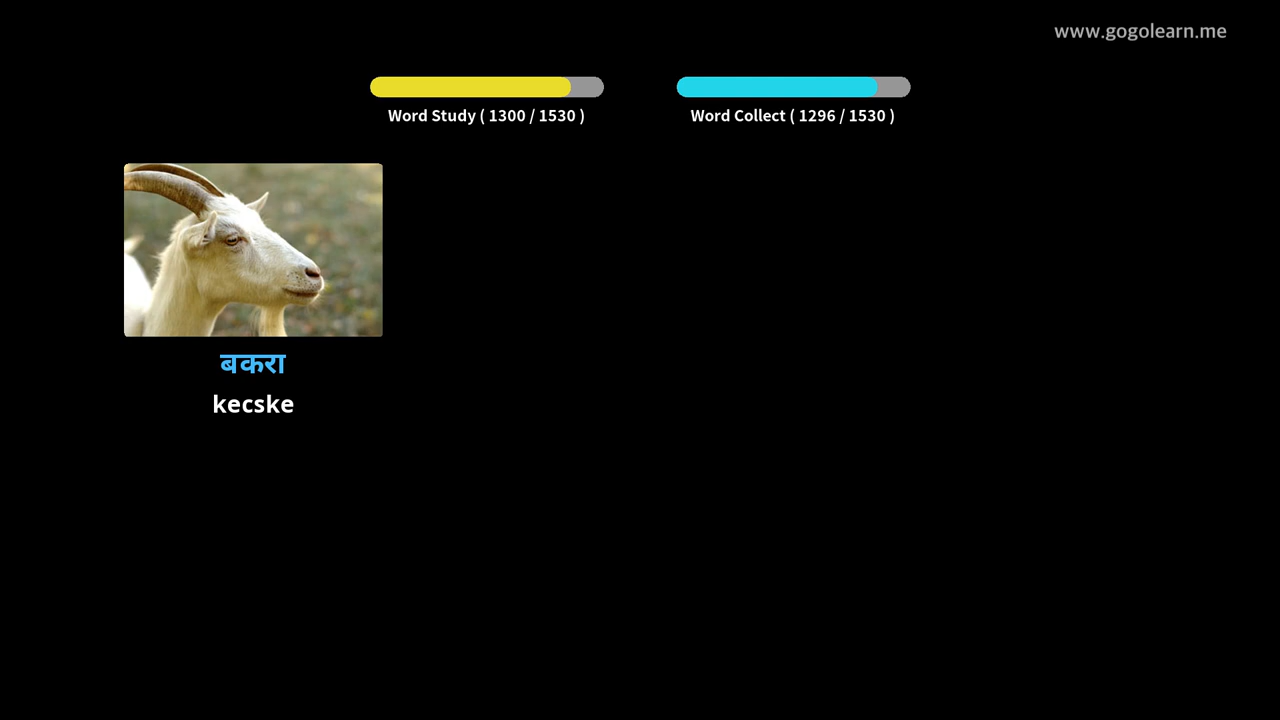 www.gogolearn.me
Word Study ( 1300 / 1530 )
Word Collect ( 1296 / 1530 )
बकरा
kecske